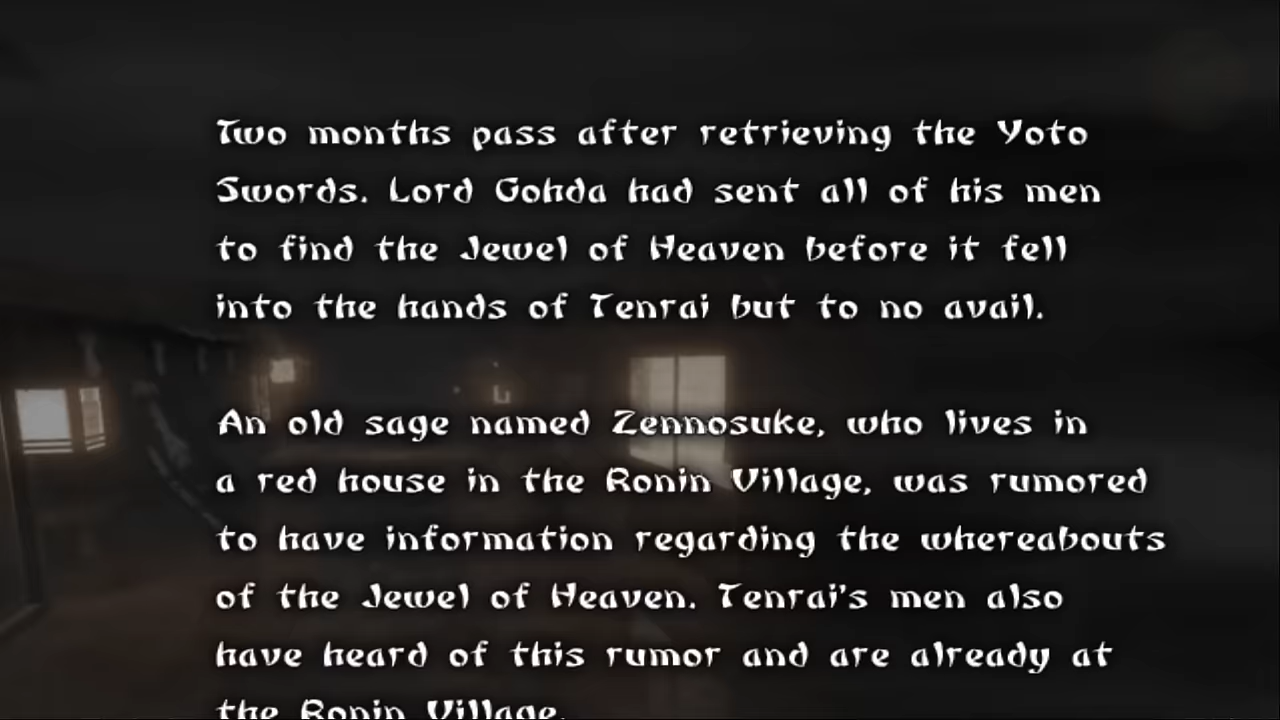 Two months pass after retrieving the Yoto
Swords. Lord Gohda had sent all of his men
to find the Jewel of Heaven before it fell
into the hands of Tenrai but to no avail.
An old sage named Zennosuke, who lives in
a red house in the Ronin Village, was rumored
to have information regarding the whereabouts
of the Jewel of Heaven. Tenrai's men also
have heard of this rumor and are already at
the Ronin Village.